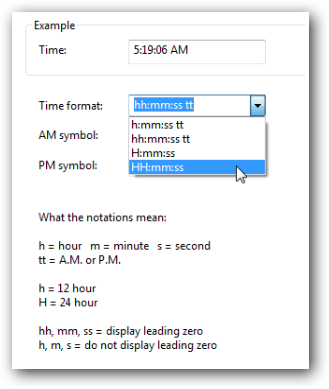 Example
Time: 5:19:06 AM
Time format: hh:mm:ss tt
h:mm:ss tt
AM symbol: hh:mm:ss tt
H:mm:ss
PM symbol: HH:mm:ss
What the notations mean:
h = hour m = minute s = second
tt = A.M. or P.M.
h = 12 hour
H = 24 hour
hh, mm, ss = display leading zero
h, m, s = do not display leading zero